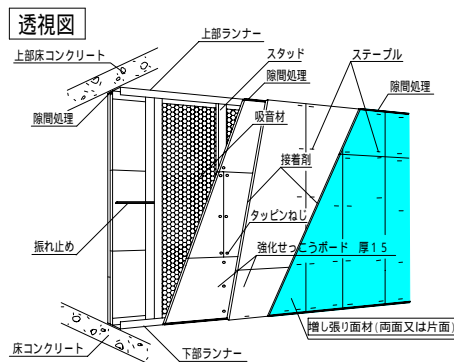 透視図
上部ランナー
上部床コンクリート
スタッド
ステープル
隙間処理
隙間処理
隙間処理
吸音材
接着剤
タッピンねじ
振れ止め
強化せっこうボード 厚15
増し張り面材(両面又は片面)
床コンクリート
下部ランナー